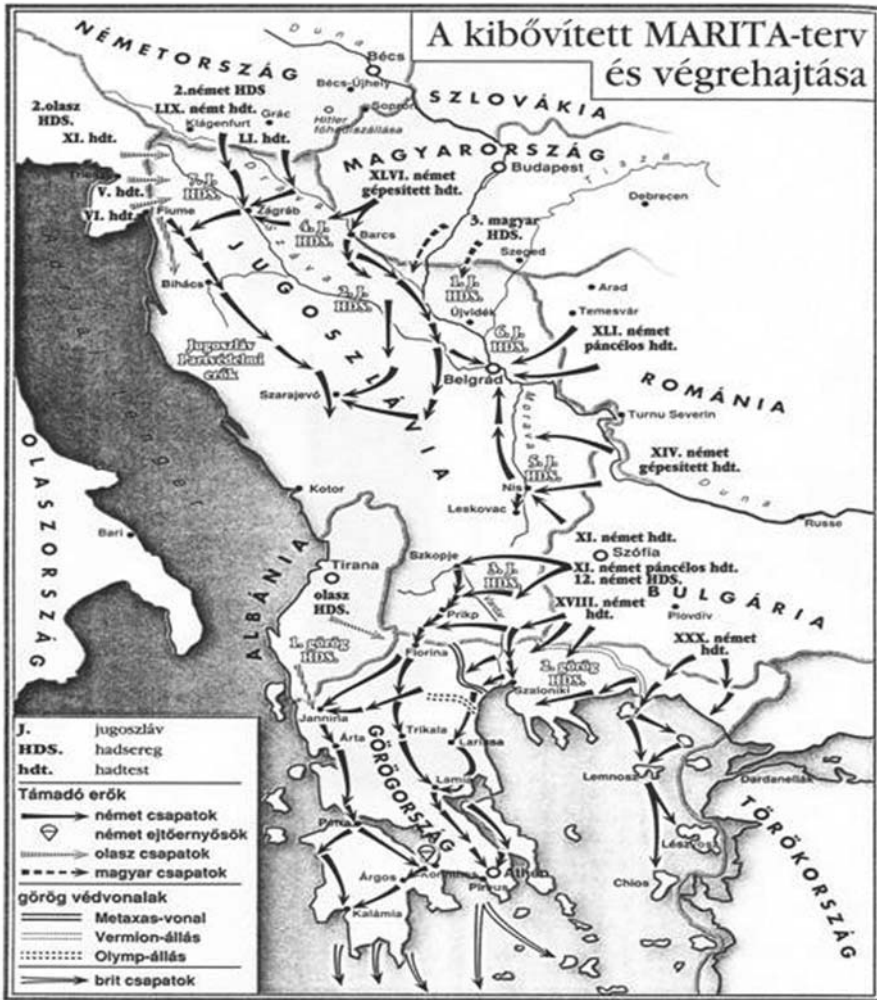 A kibővített MARITA-terv
és végrehajtása
NÉMETORSZÁG
Duna
Bécs
Bécs-Újhely
Sopron
Hitler
főhadiszállása
SZLOVÁKIA
2.német HDS
LIX. német hdt.
Grác
Klágenfurt
LI. hdt.
2.olasz
HDS.
XI. hdt.
V. hdt.
VI. hdt.
MAGYARORSZÁG
Budapest
Tisza
Debrecen
XLVI. német
gépesített hdt.
3. magyar
HDS.
Szeged
7. J.
HDS.
Dráva
Száva
Fiume
Zágráb
4. J.
HDS.
Barcs
1. J.
HDS.
Arad
Temesvár
Bihács
2. J.
HDS.
Újvidék
6. J.
HDS.
XLI. német
páncélos hdt.
JUGOSZLÁVIA
Jugoszláv
Partvédelmi
erők
Belgrád
ROMÁNIA
Szarajevó
Morava
Turnu Severin
XIV. német
gépesített hdt.
5. J.
HDS.
Nis
Duna
Leskovac
Russe
OLASZORSZÁG
Kotor
Bari
XI. német hdt.
Szófia
XI. német páncélos hdt.
12. német HDS.
BULGÁRIA
Plovdiv
ALBÁNIA
Tirana
olasz
HDS.
Szkopje
3. J.
HDS.
Vardar
Prikp
XVIII. német
hdt.
XXX. német
hdt.
1. görög
HDS.
Florina
2. görög
HDS.
Szaloniki
Jannina
Árta
Trikala
Larissa
GÖRÖGORSZÁG
Lamia
Lemnosz
Dardanellák
TÖRÖKORSZÁG
Leszbosz
Chios
Árgos
Korinthos
Athén
Pireus
Kalámia
J. jugoszláv
HDS. hadsereg
hdt. hadtest
Támadó erők
német csapatok
német ejtőernyősök
olasz csapatok
magyar csapatok
görög védvonalak
Metaxas-vonal
Vermion-állás
Olymp-állás
brit csapatok